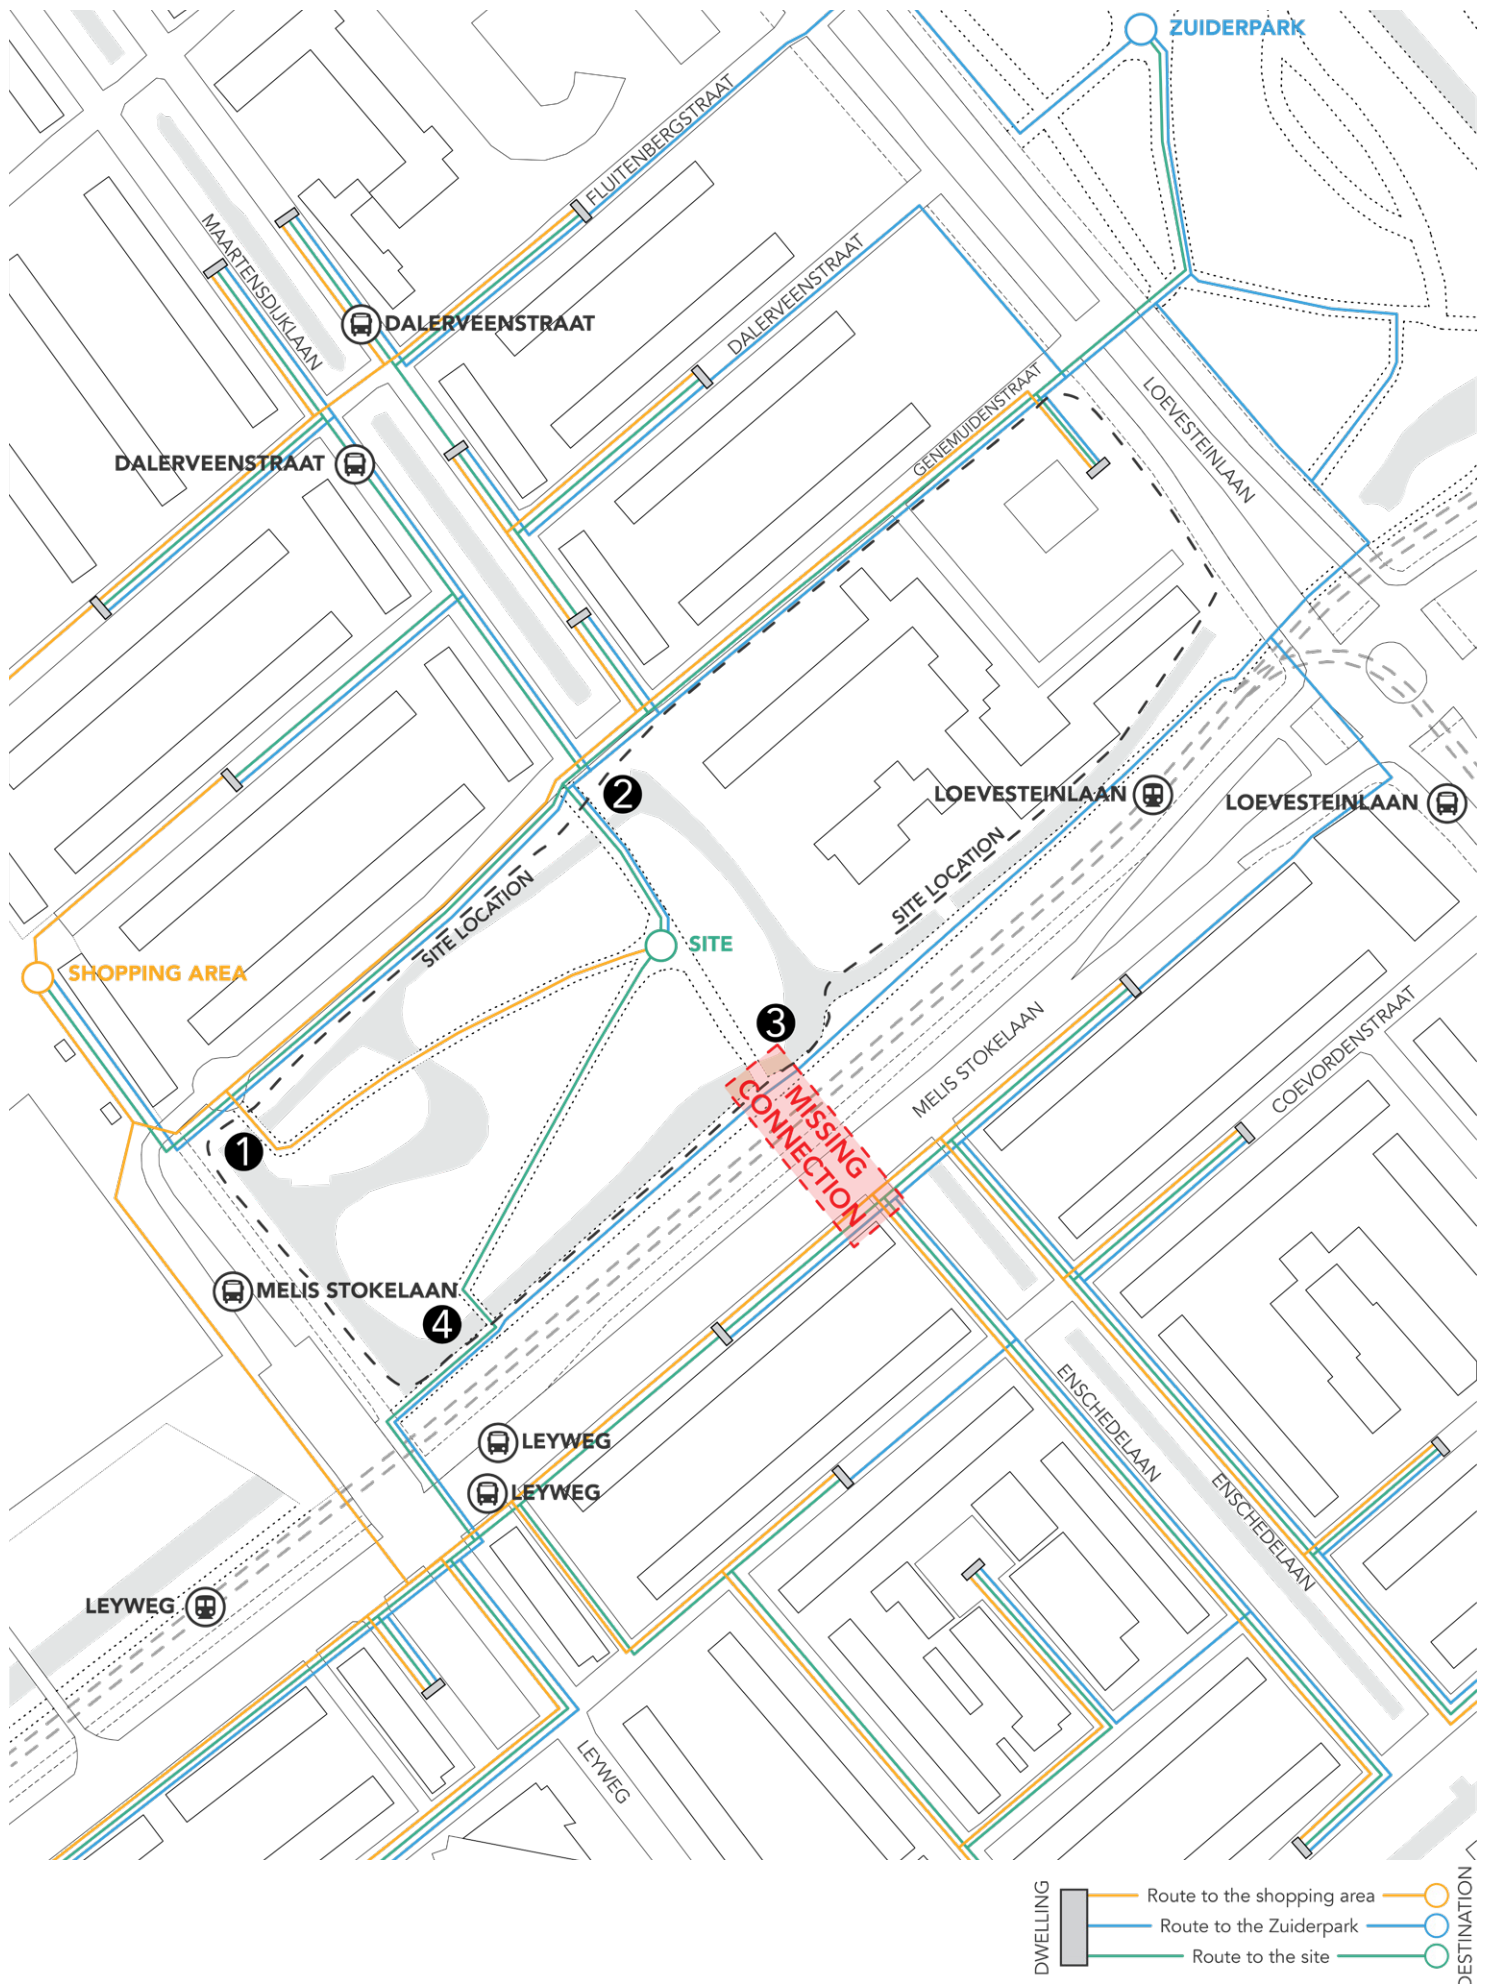 ZUIDERPARK
FLUITENBERGSTRAAT
MAARTENSDIJKLAAN
DALERVEENSTRAAT
DALERVEENSTRAAT
GENEMUIDENSTRAAT
LOEVESTEINLAAN
DALERVEENSTRAAT
2
LOEVESTEINLAAN
LOEVESTEINLAAN
SITE LOCATION
SITE LOCATION
SITE
SHOPPING AREA
3
MISSING
CONNECTION
MELIS STOKELAAN
COEVORDENSTRAAT
1
MELIS STOKELAAN
4
ENSCHEDELAAN
LEYWEG
LEYWEG
ENSCHEDELAAN
LEYWEG
LEYWEG
DWELLING
Route to the shopping area
Route to the Zuiderpark
Route to the site
DESTINATION